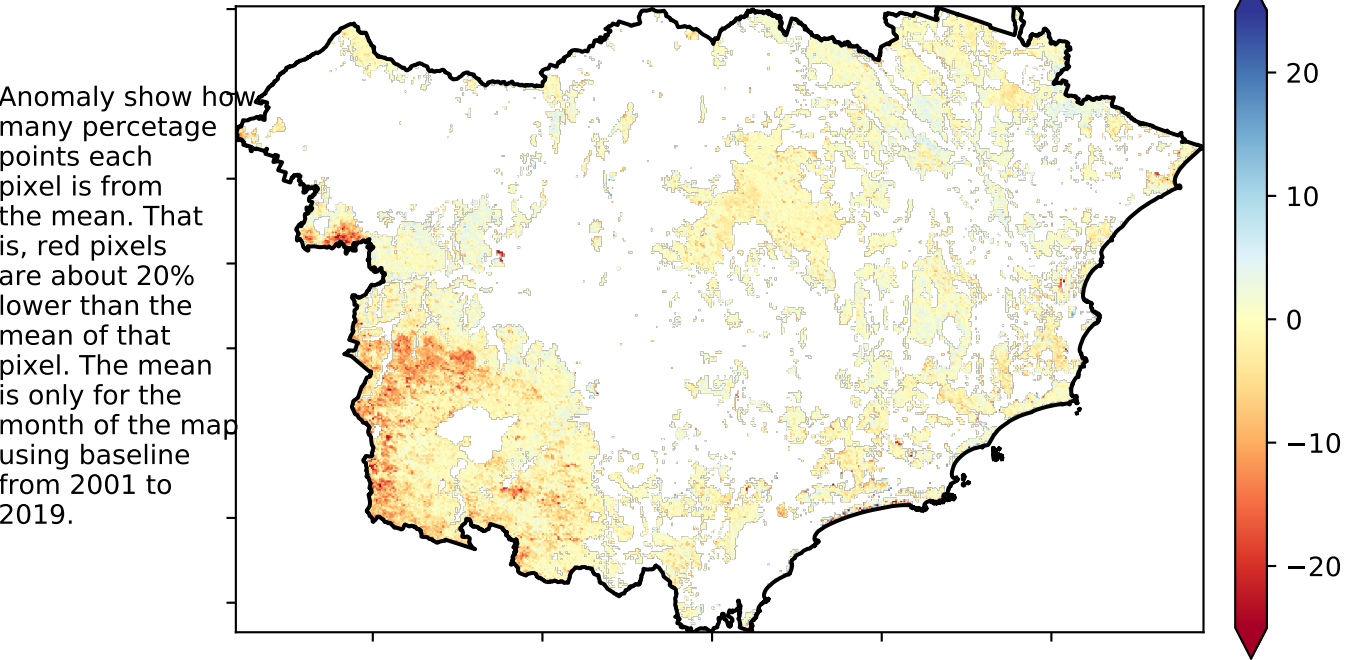 Anomaly show how
many percetage
points each
pixel is from
the mean. That
is, red pixels
are about 20%
lower than the
mean of that
pixel. The mean
is only for the
month of the map
using baseline
from 2001 to
2019.
20
10
0
−10
−20